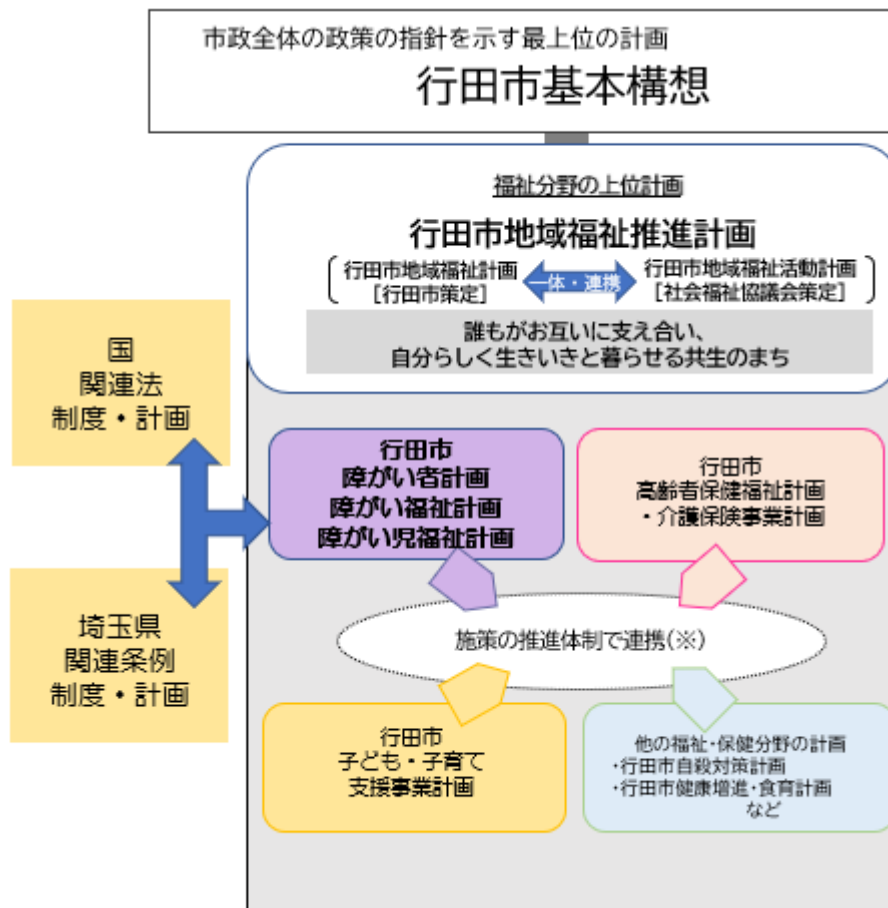 市政全体の政策の指針を示す最上位の計画
行田市基本構想
福祉分野の上位計画
行田市地域福祉推進計画
行田市地域福祉計画
[行田市策定]
一体・連携
行田市地域福祉活動計画
[社会福祉協議会策定]
誰もがお互いに支え合い、
自分らしく生きいきと暮らせる共生のまち
国
関連法
制度・計画
埼玉県
関連条例
制度・計画
行田市
障がい者計画
障がい福祉計画
障がい児福祉計画
行田市
高齢者保健福祉計画
・介護保険事業計画
施策の推進体制で連携(※)
行田市
子ども・子育て
支援事業計画
他の福祉・保健分野の計画
・行田市自殺対策計画
・行田市健康増進・食育計画
など